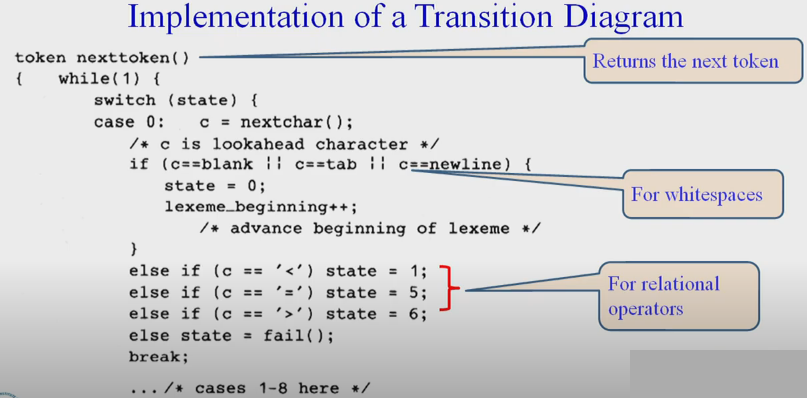 Implementation of a Transition Diagram
token nexttoken()
Returns the next token
{ while(1) {
switch (state) {
case 0: c = nextchar();
/* c is lookahead character */
if (c==blank || c==tab || c==newline) {
For whitespaces
state = 0;
lexeme_beginning++;
/* advance beginning of lexeme */
}
else if (c == '<') state = 1;
else if (c == '=') state = 5;
else if (c == '>') state = 6;
For relational
operators
else state = fail();
break;
... /* cases 1-8 here */